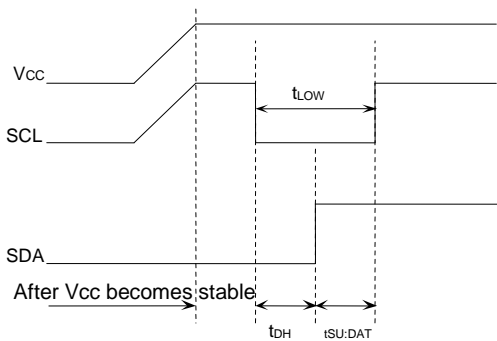 Vcc
tLOW
SCL
SDA
After Vcc becomes stable
tDH
tSU:DAT